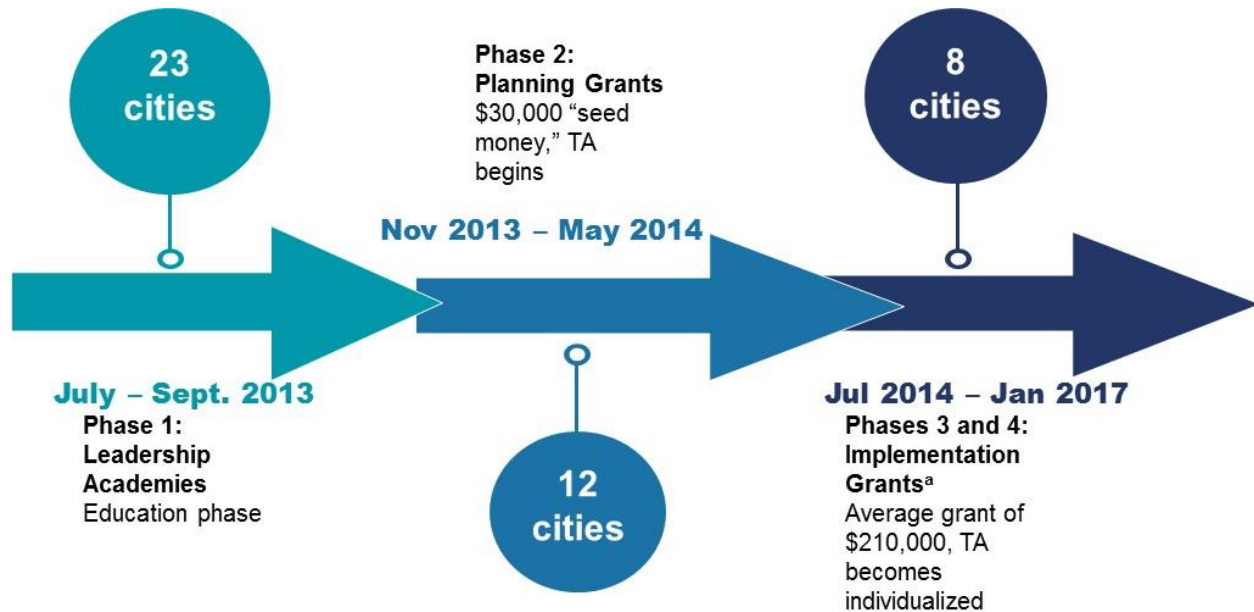 23
cities
July – Sept. 2013
Phase 1:
Leadership
Academies
Education phase
Phase 2:
Planning Grants
$30,000 “seed
money,” TA
begins
Nov 2013 – May 2014
12
cities
8
cities
Jul 2014 – Jan 2017
Phases 3 and 4:
Implementation
Grantsᵃ
Average grant of
$210,000, TA
becomes
individualized